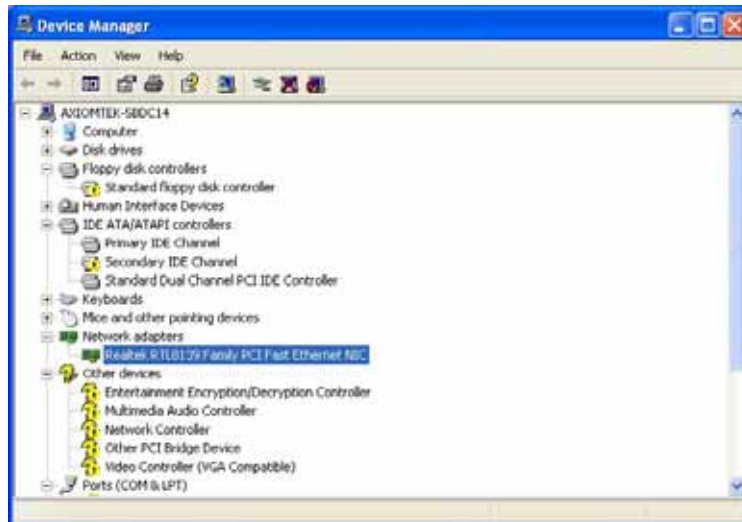 Device Manager
File Action View Help
AXIOMTEK-SBDC14
Computer
Disk drives
Floppy disk controllers
Standard floppy disk controller
Human Interface Devices
IDE ATA/ATAPI controllers
Primary IDE Channel
Secondary IDE Channel
Standard Dual Channel PCI IDE Controller
Keyboards
Mice and other pointing devices
Network adapters
Realtek RTL8139 Family PCI Fast Ethernet NIC
Other devices
Entertainment Encryption/Decryption Controller
Multimedia Audio Controller
Network Controller
Other PCI Bridge Device
Video Controller (VGA Compatible)
Ports (COM & LPT)